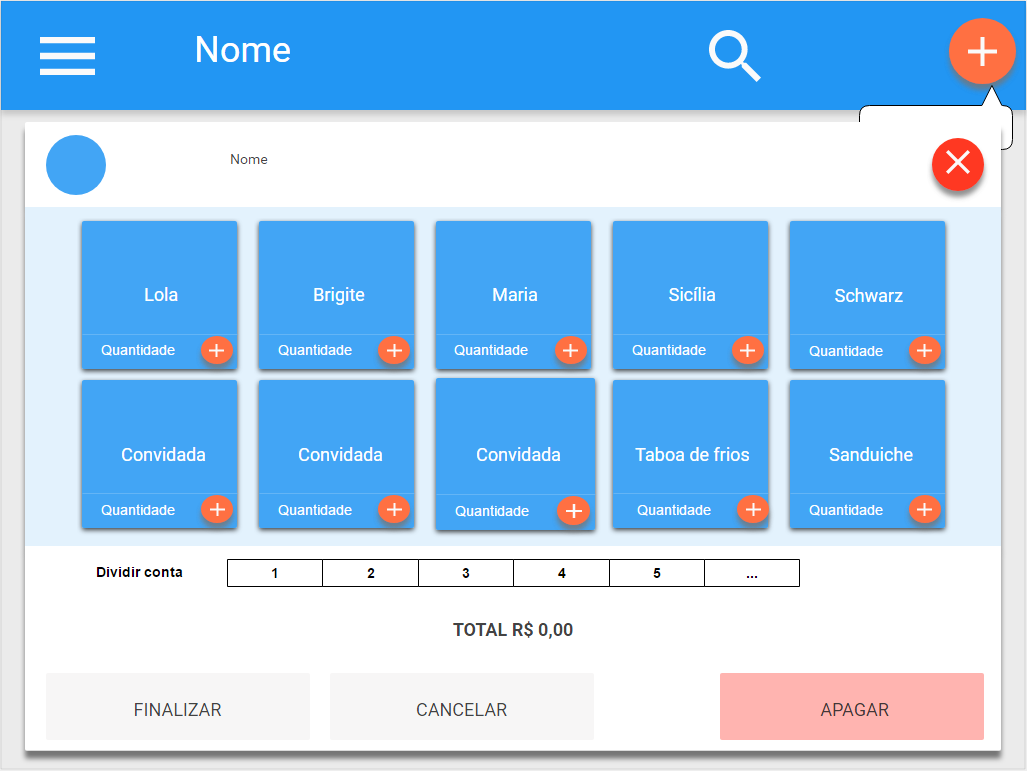 Nome
Nome
Lola Brigite Maria Sicília Schwarz
Quantidade Quantidade Quantidade Quantidade Quantidade
Convidada Convidada Convidada Taboa de frios Sanduiche
Quantidade Quantidade Quantidade Quantidade Quantidade
Dividir conta 1 2 3 4 5 ...
TOTAL R$ 0,00
FINALIZAR CANCELAR APAGAR